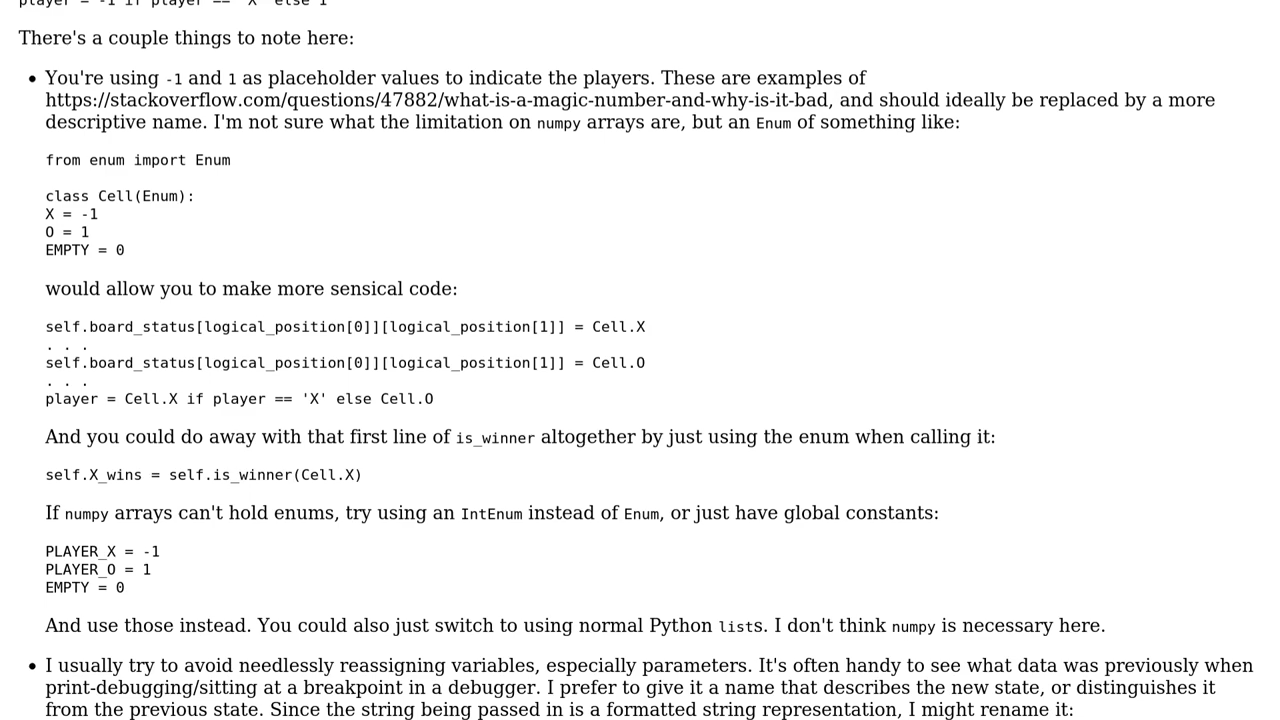 player = -1 if player == 'X' else 1
There's a couple things to note here:
• You're using -1 and 1 as placeholder values to indicate the players. These are examples of
https://stackoverflow.com/questions/47882/what-is-a-magic-number-and-why-is-it-bad, and should ideally be replaced by a more
descriptive name. I'm not sure what the limitation on numpy arrays are, but an Enum of something like:
from enum import Enum
class Cell(Enum):
X = -1
O = 1
EMPTY = 0
would allow you to make more sensical code:
self.board_status[logical_position[0]][logical_position[1]] = Cell.X
. . .
self.board_status[logical_position[0]][logical_position[1]] = Cell.O
. . .
player = Cell.X if player == 'X' else Cell.O
And you could do away with that first line of is_winner altogether by just using the enum when calling it:
self.X_wins = self.is_winner(Cell.X)
If numpy arrays can't hold enums, try using an IntEnum instead of Enum, or just have global constants:
PLAYER_X = -1
PLAYER_O = 1
EMPTY = 0
And use those instead. You could also just switch to using normal Python lists. I don't think numpy is necessary here.
• I usually try to avoid needlessly reassigning variables, especially parameters. It's often handy to see what data was previously when
print-debugging/sitting at a breakpoint in a debugger. I prefer to give it a name that describes the new state, or distinguishes it
from the previous state. Since the string being passed in is a formatted string representation, I might rename it: